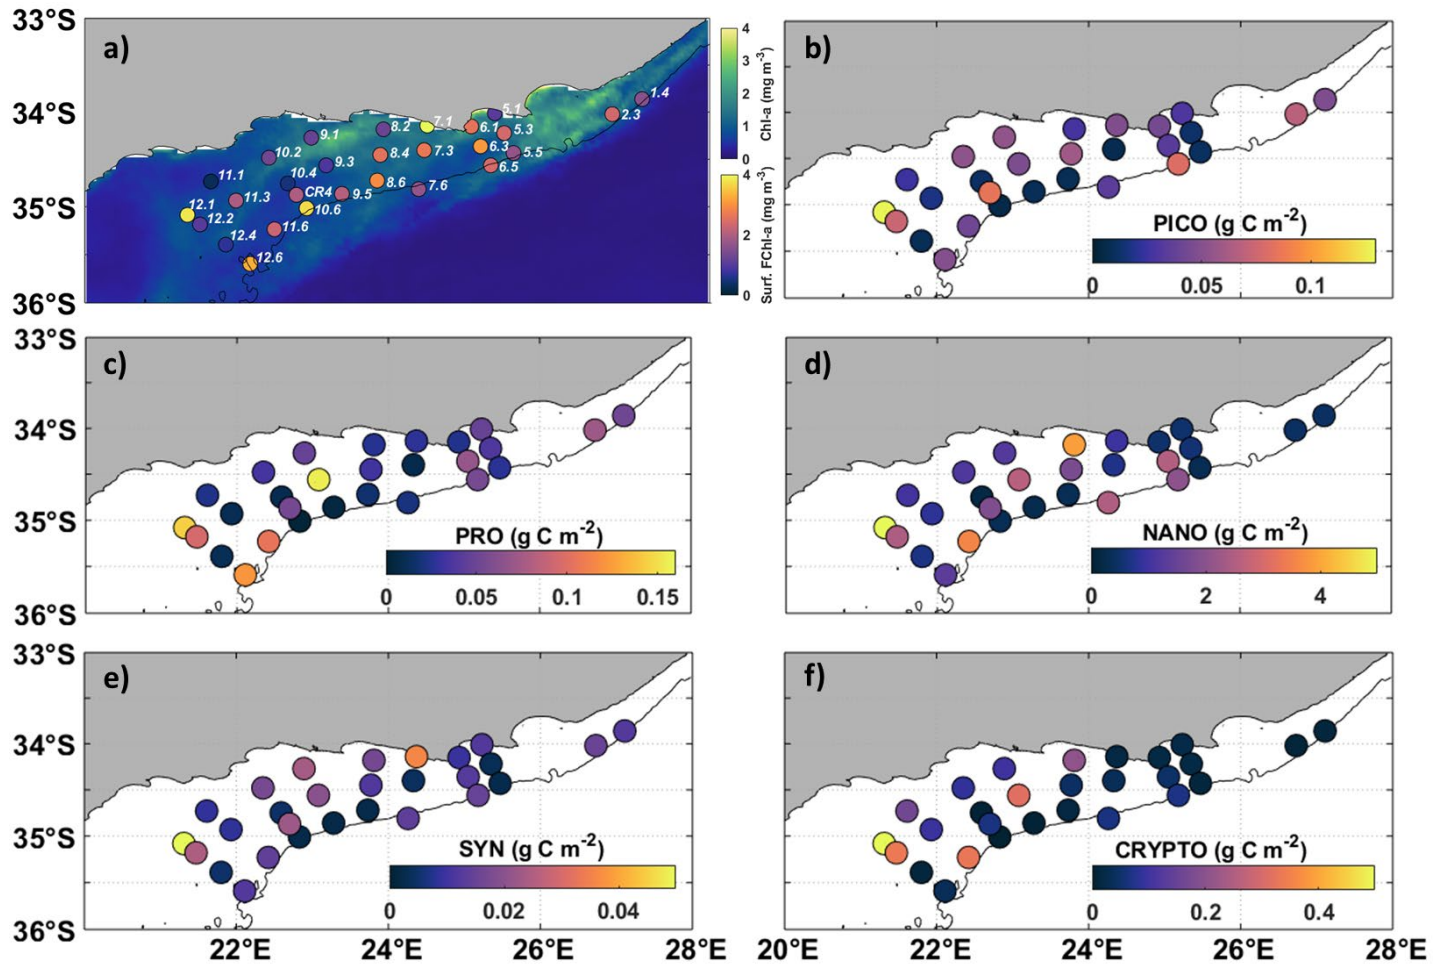 33°S
34°S
35°S
36°S
a)
1.4
2.3
5.1
5.3
5.5
6.1
6.3
6.5
7.1
7.3
7.6
8.2
8.4
8.6
9.1
9.3
9.5
10.2
10.4
CR4
10.6
11.1
11.3
11.6
12.1
12.2
12.4
12.6
4
3
2
1
0
Chl-a (mg m-3)
4
2
0
Surf. FChl-a (mg m-3)
b)
PICO (g C m-2)
0 0.05 0.1
33°S
34°S
35°S
36°S
c)
PRO (g C m-2)
0 0.05 0.1 0.15
d)
NANO (g C m-2)
0 2 4
33°S
34°S
35°S
36°S
e)
SYN (g C m-2)
0 0.02 0.04
22°E 24°E 26°E 28°E
f)
CRYPTO (g C m-2)
0 0.2 0.4
20°E 22°E 24°E 26°E 28°E